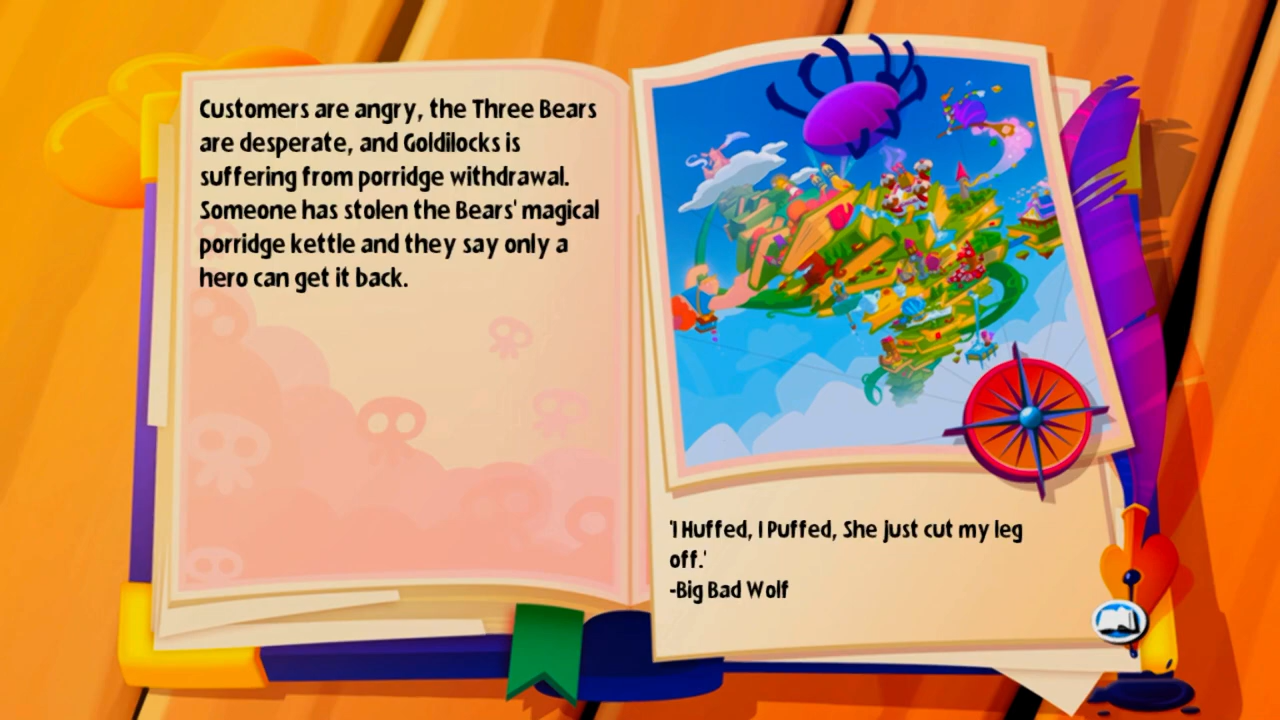 Customers are angry, the Three Bears
are desperate, and Goldilocks is
suffering from porridge withdrawal.
Someone has stolen the Bears' magical
porridge kettle and they say only a
hero can get it back.
'I Huffed, I Puffed, She just cut my leg
off.'
-Big Bad Wolf